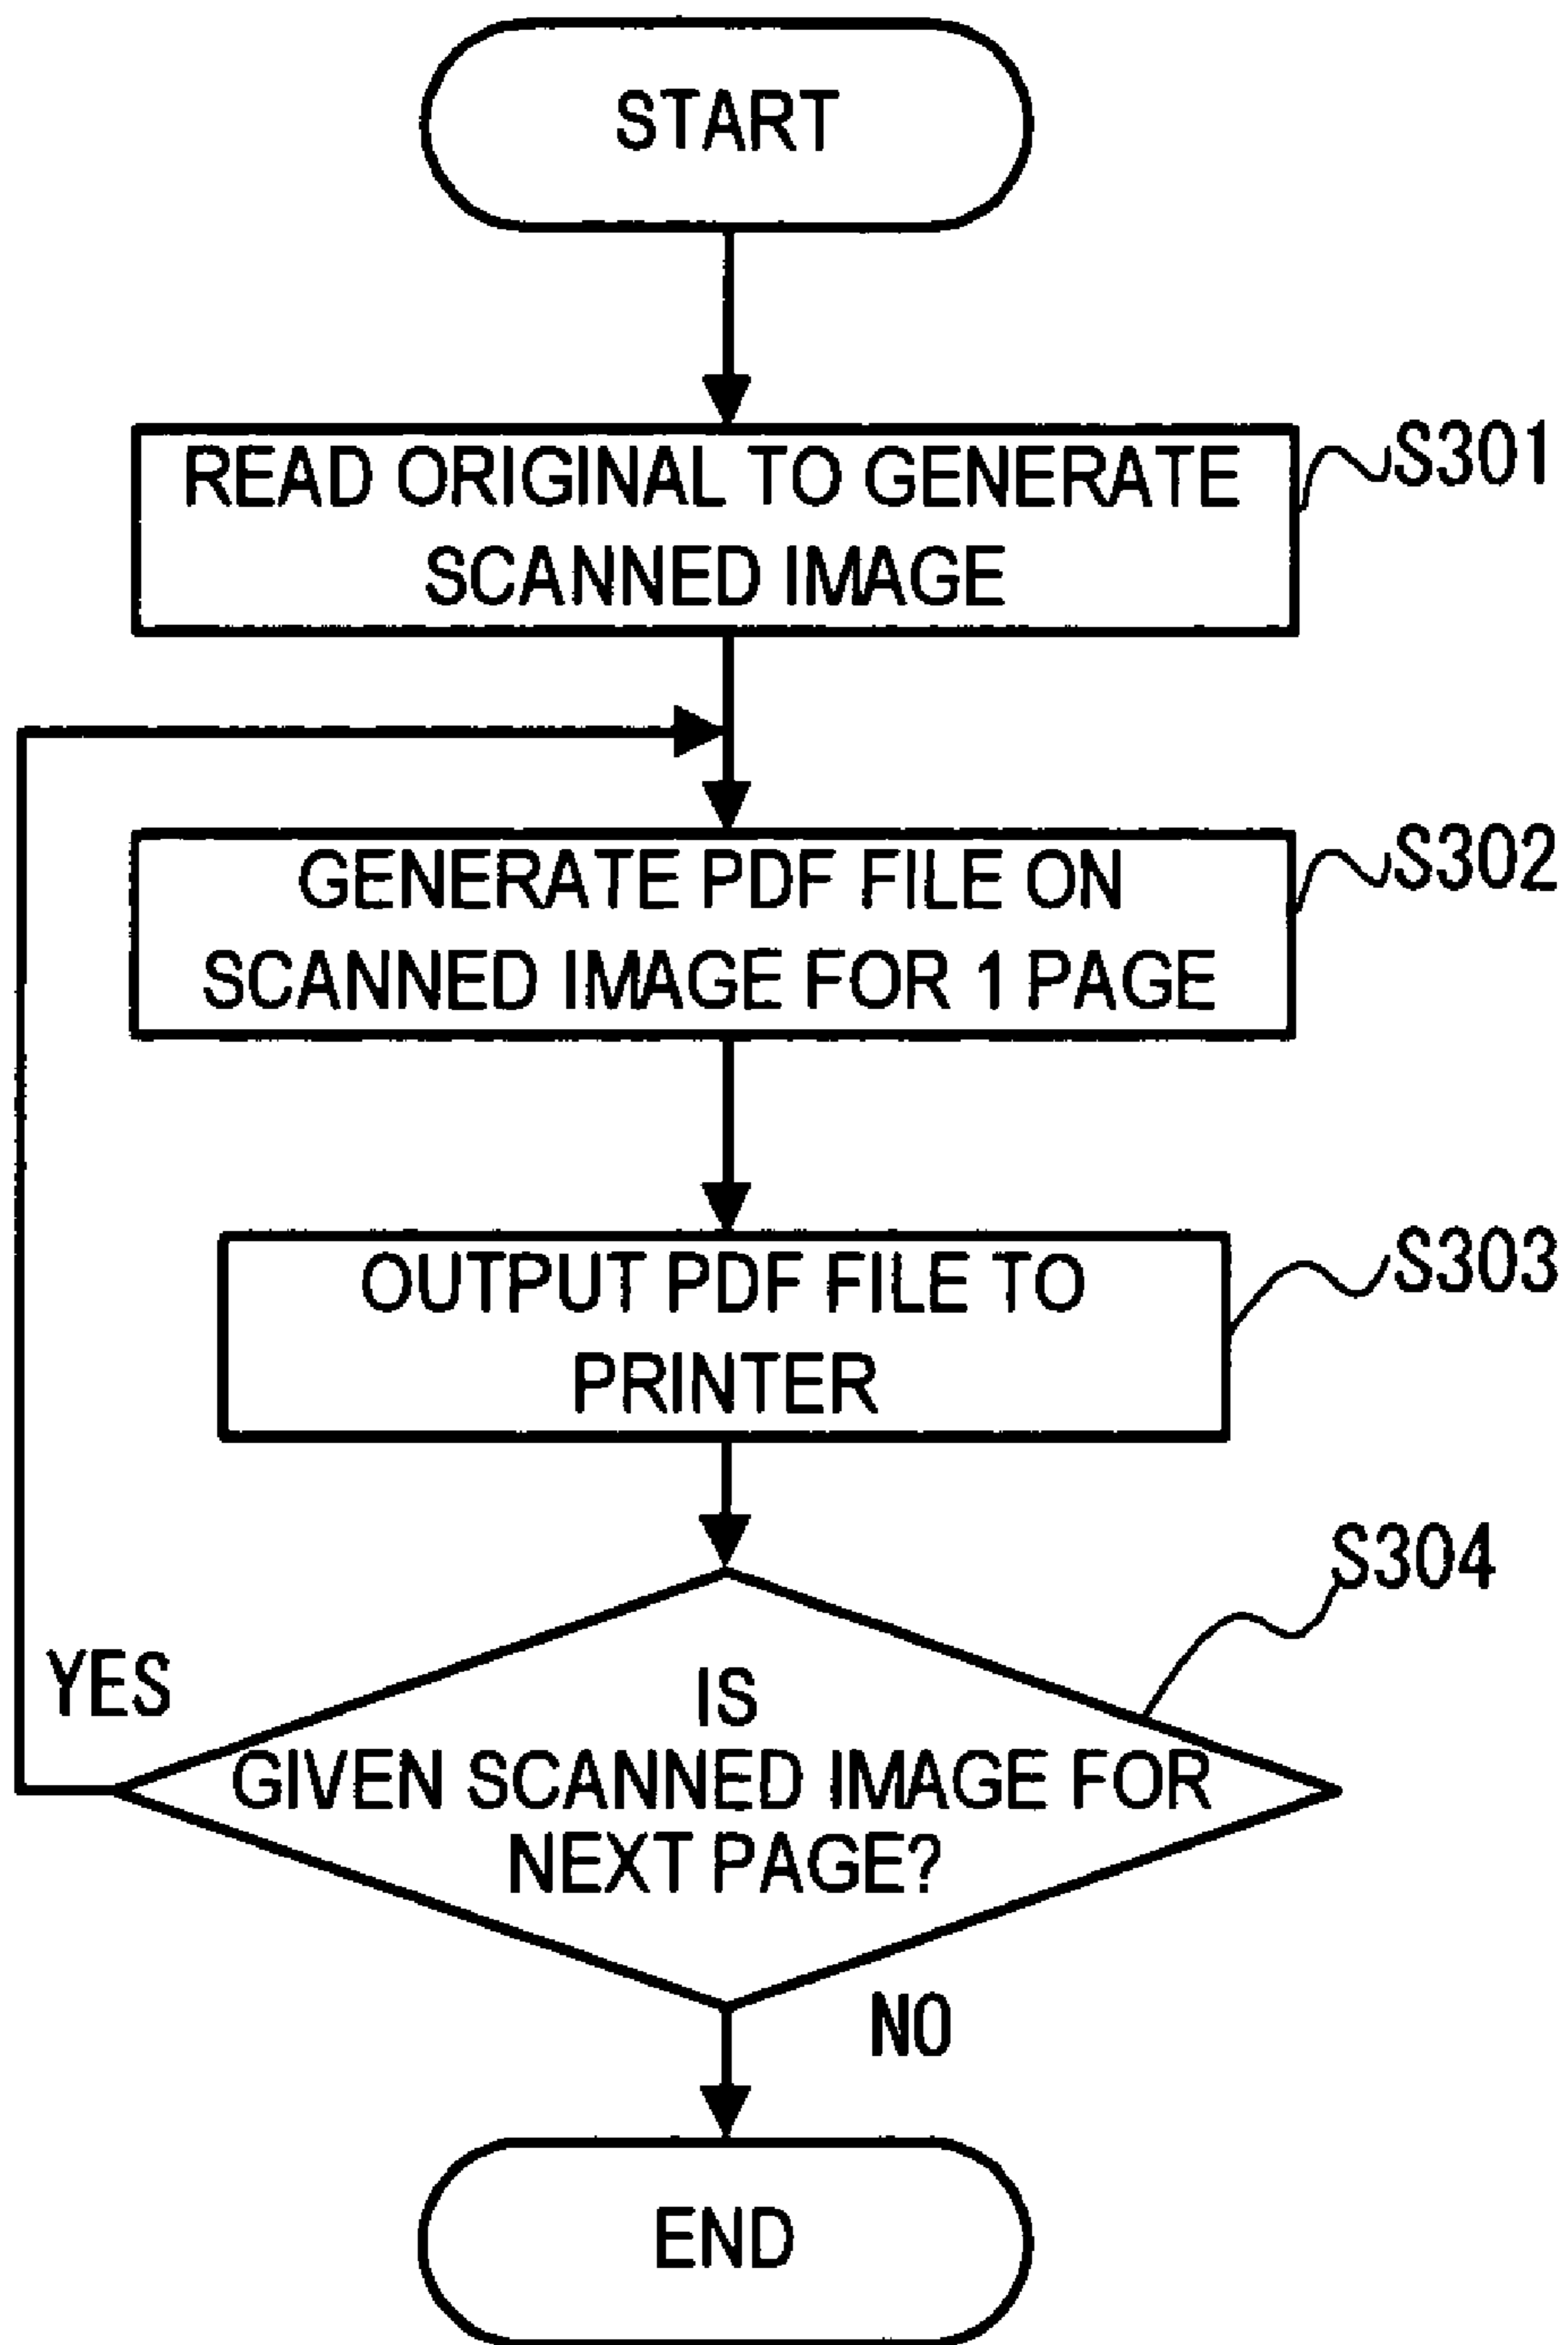 START
READ ORIGINAL TO GENERATE
SCANNED IMAGE
S301
GENERATE PDF FILE ON
SCANNED IMAGE FOR 1 PAGE
S302
OUTPUT PDF FILE TO
PRINTER
S303
S304
IS
GIVEN SCANNED IMAGE FOR
NEXT PAGE?
YES
NO
END